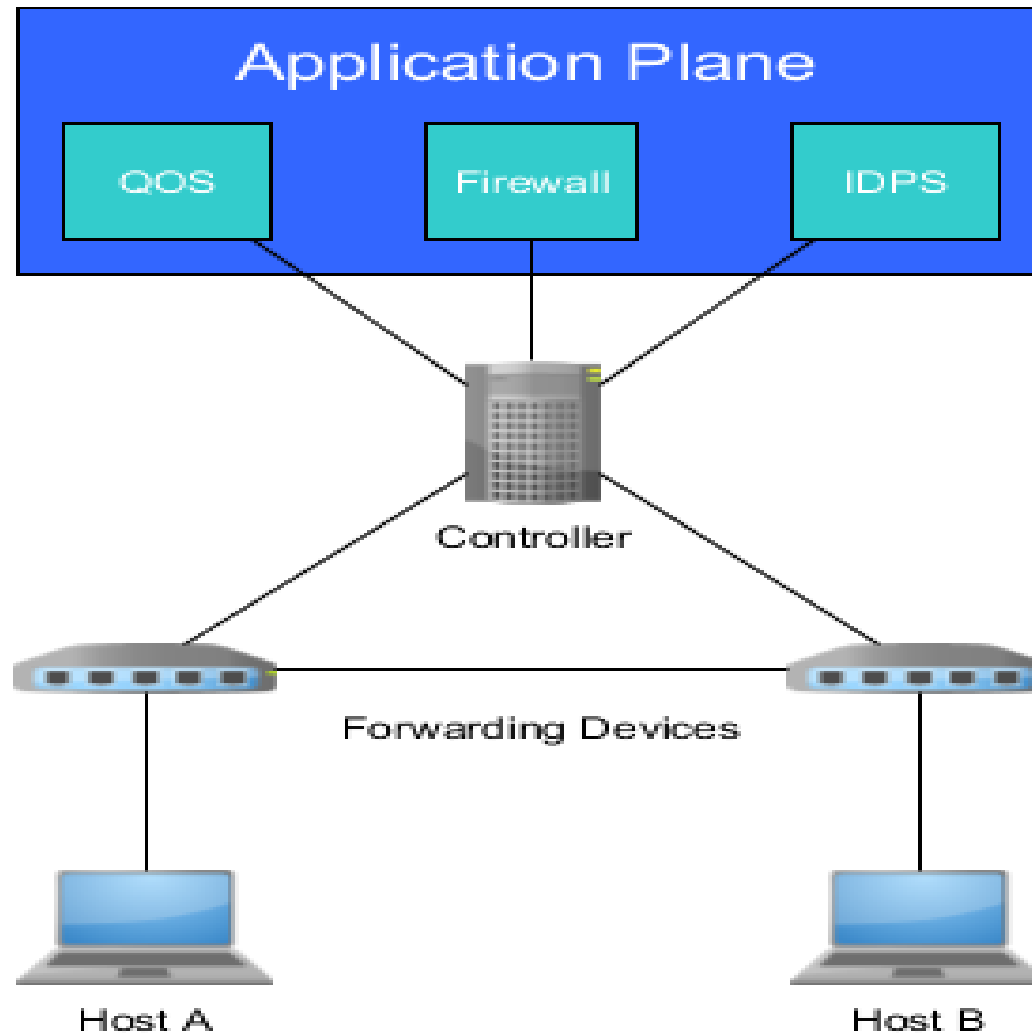 Application Plane
QOS
Firewall
IDPS
Controller
Forwarding Devices
Host A
Host B